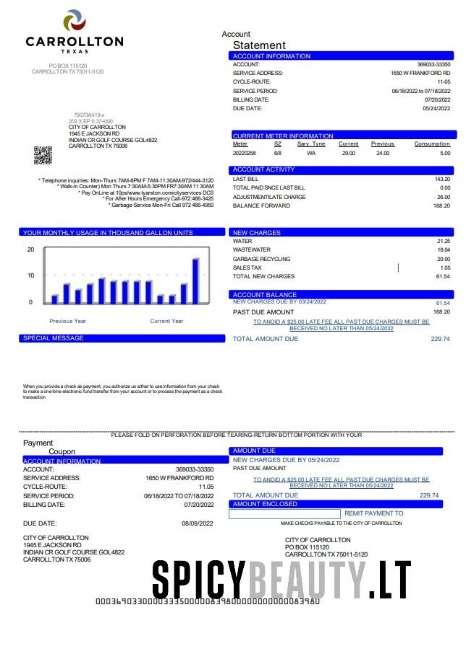 CARROLLTON
TEXAS
PO BOX 115120
CARROLLTON TX 75011-5120
CITY OF CARROLLTON
1945 E JACKSON RD
INDIAN CR GOLF COURSE GOL4822
CARROLLTON TX 75006
* Telephone inquiries: Mon-Thurs 7AM-6PM F 7AM-11:30AM-972444-3120
* Walk-in Counter) Mon Thurs 7:30AM-5:30PM FR7:30AM 11 30AM
* For After Hours Emergency Call-972 466-3425
* Garbage Service Mon-Fri Call 972 466-4950
Account
Statement
ACCOUNT INFORMATION
ACCOUNT: 369033-33350
SERVICE ADDRESS: 1650 W FRANKFORD RD
CYCLE-ROUTE: 11-05
SERVICE PERIOD: 06/18/2022 to 07/18/2022
BILLING DATE: 07/20/2022
DUE DATE: 05/24/2022
CURRENT METER INFORMATION
Meter SZ Sarv, Type Current Previous Consumption
20220258 6/8 WA 29.00 24.00 5.00
ACCOUNT ACTIVITY
LAST BILL 143.20
TOTAL PAID SNCE LAST BILL 0.00
ADJUSTMENT/LATE CHARGE 26.00
BALANCE FORWARD 168.20
YOUR MONTHLY USAGE IN THOUSAND GALLON UNITS
20
10
0
Previous Year Current Year
SPECIAL MESSAGE
NEW CHARGES
WATER 21.25
WASTEWATER 18.04
GARBAGE RECYCLING 20.00
SALES TAX 1.05
TOTAL NEW CHARGES 61.54
ACCOUNT BALANCE
NEW CHARGES DUE BY 05/24/2022 61.54
PAST DUE AMOUNT 168.20
TO ANOID A $25.00 LATE FEE ALL PAST DUE CHARGES MUST BE
RECEIVED NO LATER THAN 05/24/2022
TOTAL AMOUNT DUE 229.74
When you provide a check as payment, you authorize us either to use information from your check
to make a one-time electronic fund transfer from your account or to process the payment as a check
transaction
PLEASE FOLD ON PERFORATION BEFORE TEARING-RETURN BOTTOM PORTION WITH YOUR
Payment
Coupon
ACCOUNT INFORMATION
ACCOUNT: 369033-33350
SERVICE ADDRESS: 1650 W FRANKFORD RD
CYCLE-ROUTE: 11.05
SERVICE PERIOD: 06/18/2022 TO 07/18/2022
BILLING DATE: 07/20/2022
DUE DATE: 08/09/2022
CITY OF CARROLLTON
1945 E JACKSON RD
INDIAN CR GOLF COURSE GOL4822
CARROLLTON TX 75006
AMOUNT DUE
NEW CHARGES DUE BY 05/24/2022
PAST DUE AMOUNT
TO ANOID A $25.00 LATE FEE ALL PAST DUE CHARGES MUST BE
RECEIVED NO LATER THAN 05/24/2022
TOTAL AMOUNT DUE 229.74
AMOUNT ENCLOSED
REMIT PAYMENT TO
MAKE CHECKS PAYABLE TO THE CITY OF CARROLLTON
CITY OF CARROLLTON
PO BOX 115120
CARROLLTON TX 75011-5120
SPICYBEAUTY.LT